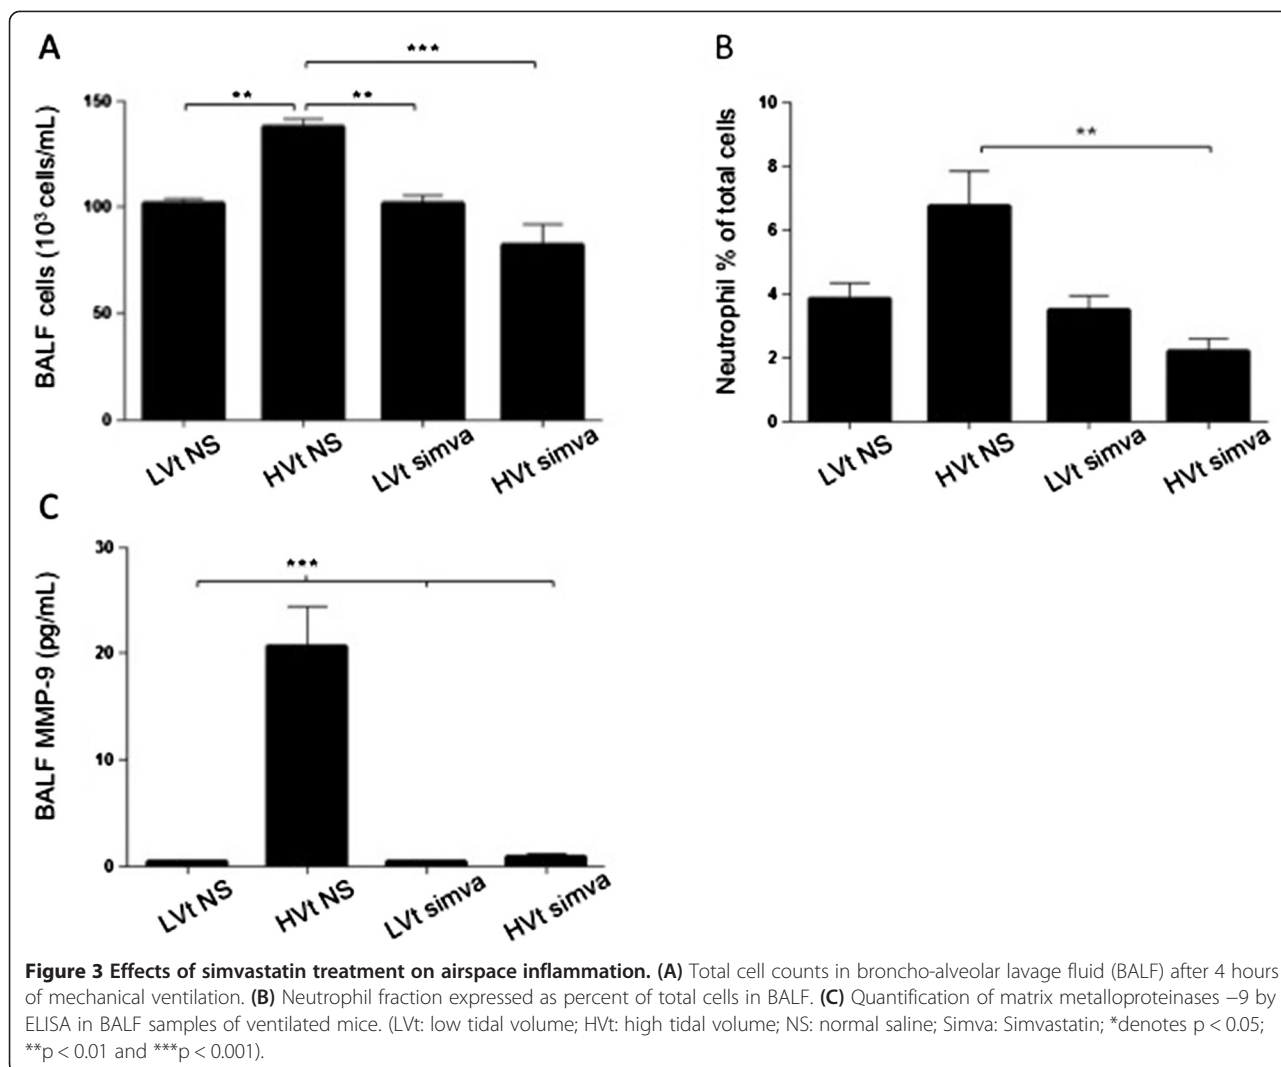 A
***
**
**
BALF cells (10³ cells/mL)
150
100
50
0
LVt NS
HVt NS
LVt simva
HVt simva
B
**
Neutrophil % of total cells
10
8
6
4
2
0
LVt NS
HVt NS
LVt simva
HVt simva
C
***
BALF MMP-9 (pg/mL)
30
20
10
0
LVt NS
HVt NS
LVt simva
HVt simva
Figure 3 Effects of simvastatin treatment on airspace inflammation. (A) Total cell counts in broncho-alveolar lavage fluid (BALF) after 4 hours
of mechanical ventilation. (B) Neutrophil fraction expressed as percent of total cells in BALF. (C) Quantification of matrix metalloproteinases −9 by
ELISA in BALF samples of ventilated mice. (LVt: low tidal volume; HVt: high tidal volume; NS: normal saline; Simva: Simvastatin; *denotes p < 0.05;
**p < 0.01 and ***p < 0.001).